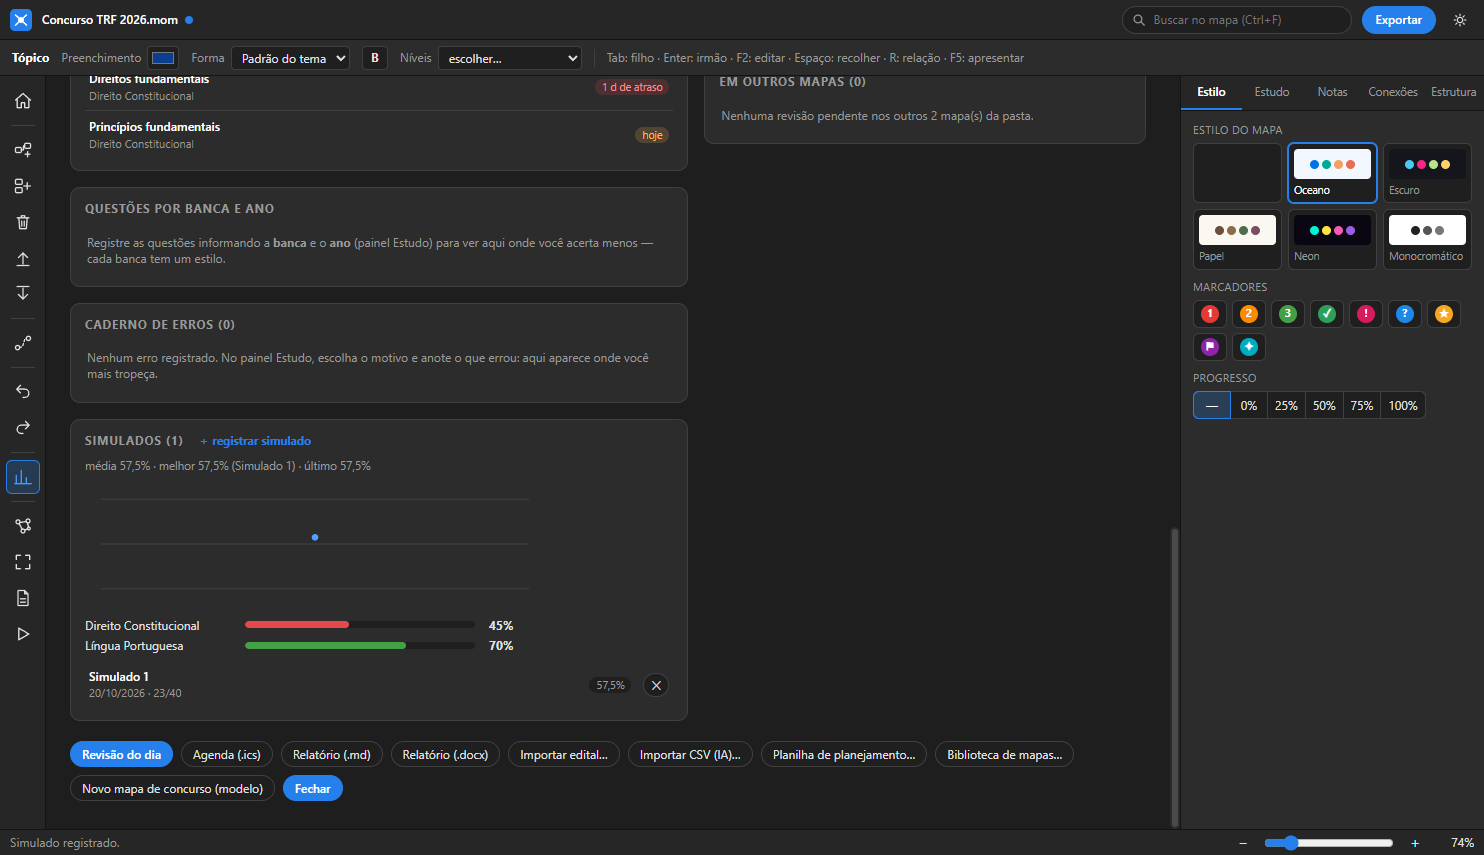 Concurso TRF 2026.mom
Buscar no mapa (Ctrl+F)
Exportar
Tópico
Preenchimento
Forma
Padrão do tema
B
Níveis
escolher...
Tab: filho · Enter: irmão · F2: editar · Espaço: recolher · R: relação · F5: apresentar
Direitos fundamentais
Direito Constitucional
1 d de atraso
Princípios fundamentais
Direito Constitucional
hoje
EM OUTROS MAPAS (0)
Nenhuma revisão pendente nos outros 2 mapa(s) da pasta.
QUESTÕES POR BANCA E ANO
Registre as questões informando a banca e o ano (painel Estudo) para ver aqui onde você acerta menos —
cada banca tem um estilo.
CADERNO DE ERROS (0)
Nenhum erro registrado. No painel Estudo, escolha o motivo e anote o que errou: aqui aparece onde você
mais tropeça.
SIMULADOS (1)
+ registrar simulado
média 57,5% · melhor 57,5% (Simulado 1) · último 57,5%
Direito Constitucional
45%
Língua Portuguesa
70%
Simulado 1
20/10/2026 · 23/40
57,5%
Revisão do dia
Agenda (.ics)
Relatório (.md)
Relatório (.docx)
Importar edital...
Importar CSV (IA)...
Planilha de planejamento...
Biblioteca de mapas...
Novo mapa de concurso (modelo)
Fechar
Estilo
Estudo
Notas
Conexões
Estrutura
ESTILO DO MAPA
Oceano
Escuro
Papel
Neon
Monocromático
MARCADORES
1
2
3
!
?
PROGRESSO
—
0%
25%
50%
75%
100%
Simulado registrado.
74%